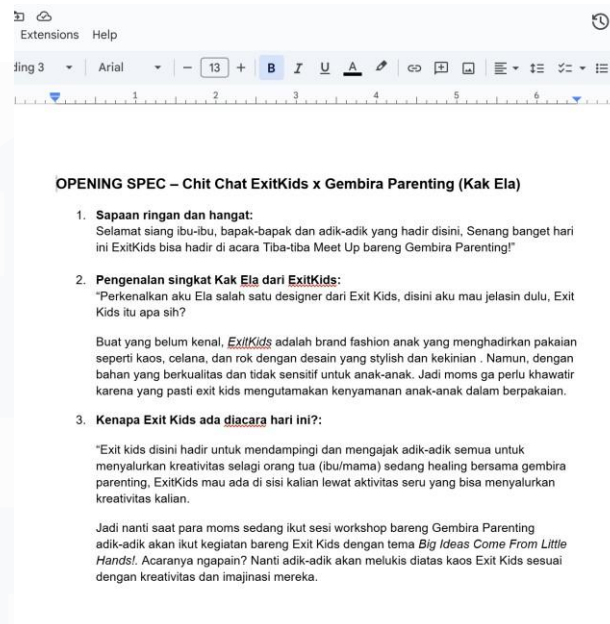 Extensions Help
ding 3 Arial − 13 + B I U A
1 2 3 4 5 6
OPENING SPEC – Chit Chat ExitKids x Gembira Parenting (Kak Ela)
1. Sapaan ringan dan hangat:
Selamat siang ibu-ibu, bapak-bapak dan adik-adik yang hadir disini, Senang banget hari
ini ExitKids bisa hadir di acara Tiba-tiba Meet Up bareng Gembira Parenting!”
2. Pengenalan singkat Kak Ela dari ExitKids:
“Perkenalkan aku Ela salah satu designer dari Exit Kids, disini aku mau jelasin dulu, Exit
Kids itu apa sih?
Buat yang belum kenal, ExitKids adalah brand fashion anak yang menghadirkan pakaian
seperti kaos, celana, dan rok dengan desain yang stylish dan kekinian . Namun, dengan
bahan yang berkualitas dan tidak sensitif untuk anak-anak. Jadi moms ga perlu khawatir
karena yang pasti exit kids mengutamakan kenyamanan anak-anak dalam berpakaian.
3. Kenapa Exit Kids ada diacara hari ini?:
“Exit kids disini hadir untuk mendampingi dan mengajak adik-adik semua untuk
menyalurkan kreativitas selagi orang tua (ibu/mama) sedang healing bersama gembira
parenting, ExitKids mau ada di sisi kalian lewat aktivitas seru yang bisa menyalurkan
kreativitas kalian.
Jadi nanti saat para moms sedang ikut sesi workshop bareng Gembira Parenting
adik-adik akan ikut kegiatan bareng Exit Kids dengan tema Big Ideas Come From Little
Hands!. Acaranya ngapain? Nanti adik-adik akan melukis diatas kaos Exit Kids sesuai
dengan kreativitas dan imajinasi mereka.